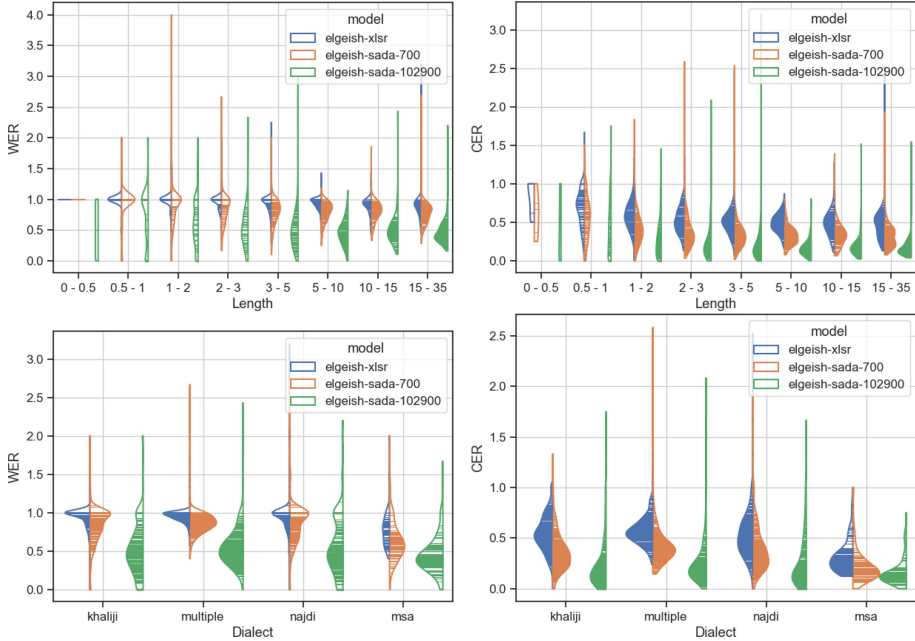 model
elgeish-xlsr
elgeish-sada-700
elgeish-sada-102900
4.0
3.5
3.0
2.5
2.0
1.5
1.0
0.5
0.0
WER
0 - 0.5 0.5 - 1 1 - 2 2 - 3 3 - 5 5 - 10 10 - 15 15 - 35
Length
model
elgeish-xlsr
elgeish-sada-700
elgeish-sada-102900
3.0
2.5
2.0
1.5
1.0
0.5
0.0
CER
0 - 0.5 0.5 - 1 1 - 2 2 - 3 3 - 5 5 - 10 10 - 15 15 - 35
Length
model
elgeish-xlsr
elgeish-sada-700
elgeish-sada-102900
3.0
2.5
2.0
1.5
1.0
0.5
0.0
WER
khaliji multiple najdi msa
Dialect
model
elgeish-xlsr
elgeish-sada-700
elgeish-sada-102900
2.5
2.0
1.5
1.0
0.5
0.0
CER
khaliji multiple najdi msa
Dialect